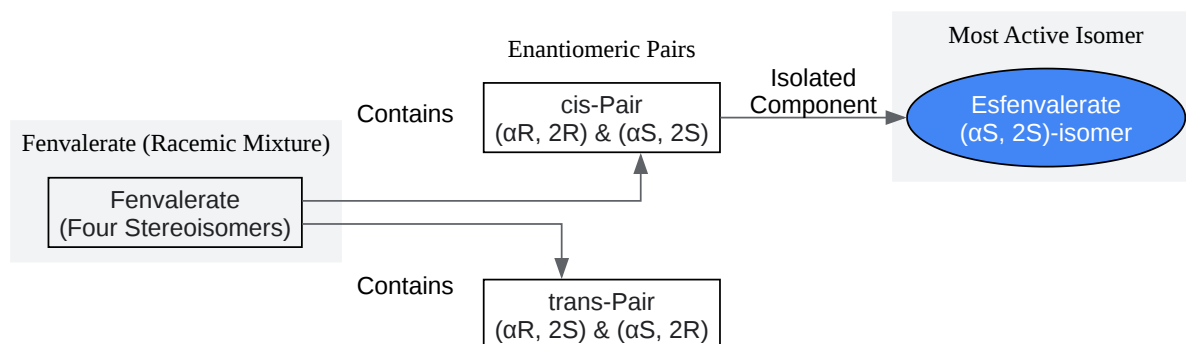 Fenvalerate (Racemic Mixture)
Fenvalerate
(Four Stereoisomers)
Contains
Contains
Enantiomeric Pairs
cis-Pair
(αR, 2R) & (αS, 2S)
trans-Pair
(αR, 2S) & (αS, 2R)
Isolated
Component
Most Active Isomer
Esfenvalerate
(αS, 2S)-isomer